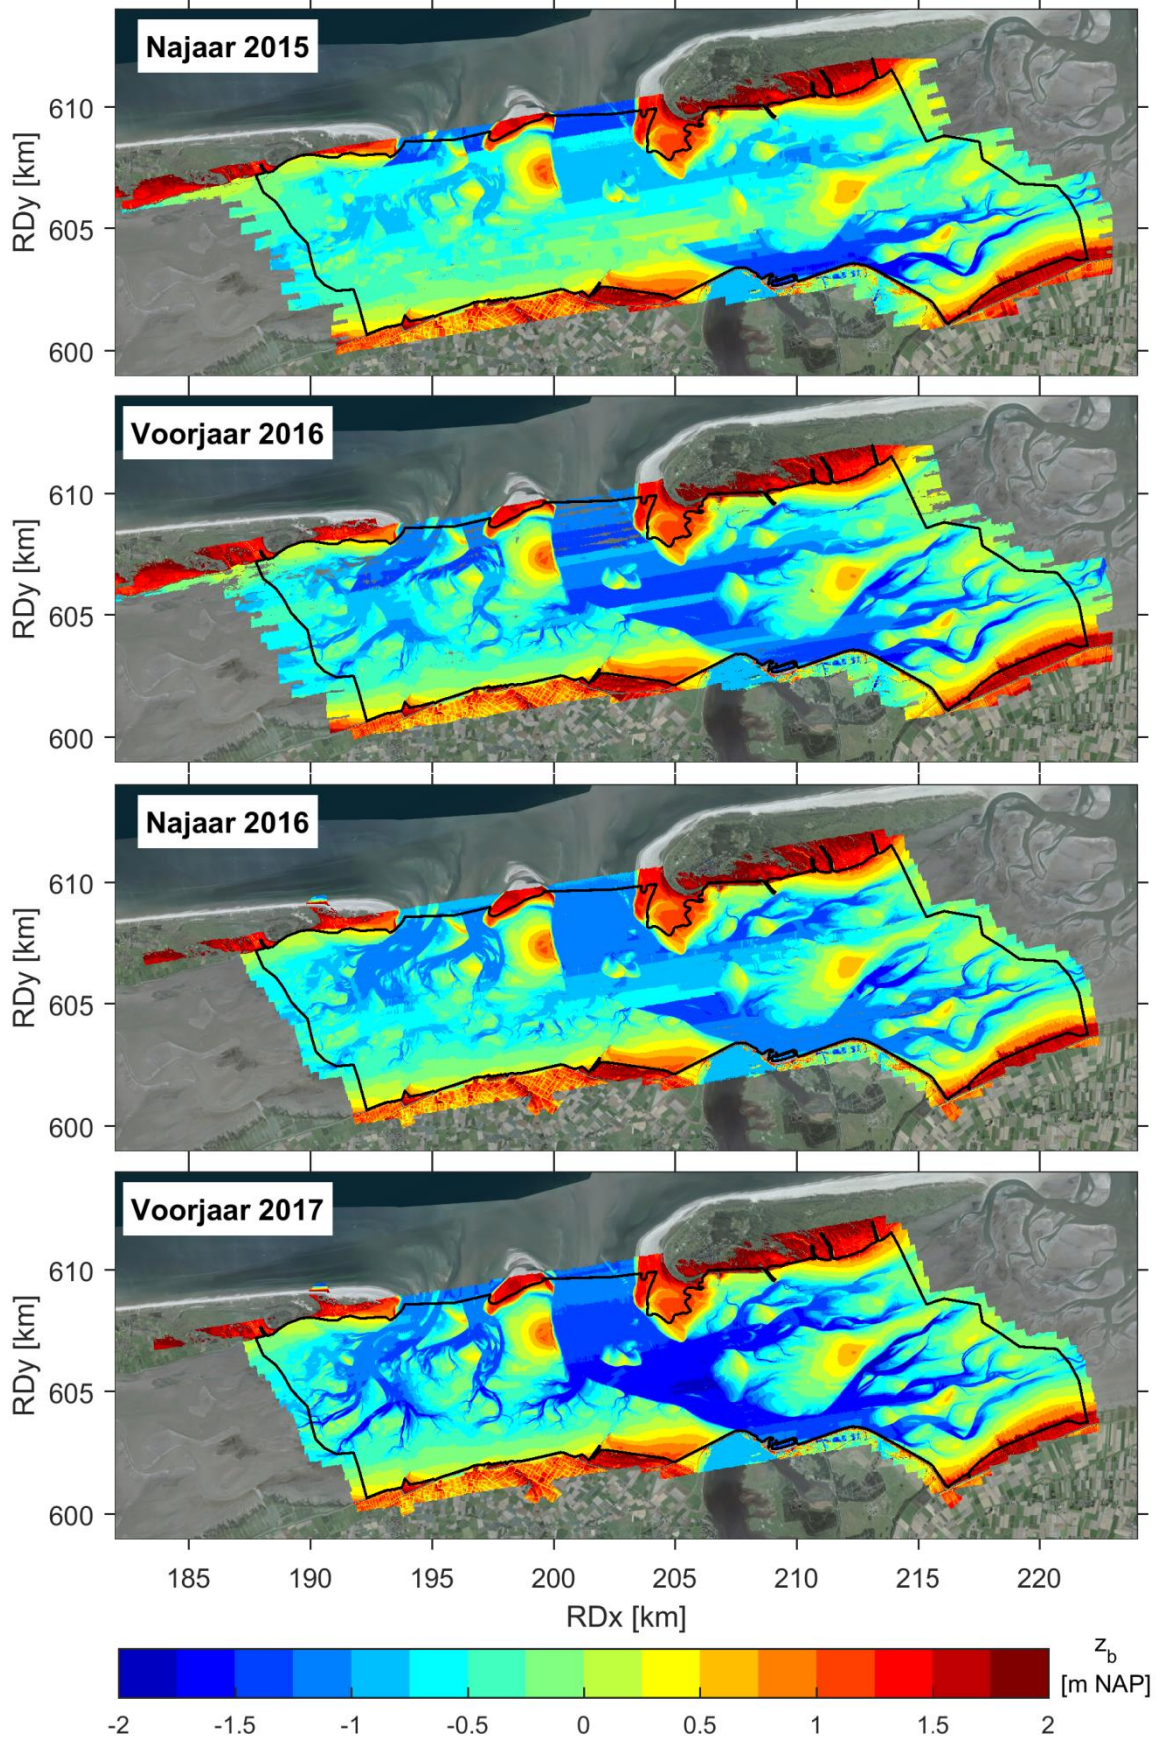 Najaar 2015
610
605
600
RDy [km]
Voorjaar 2016
610
605
600
RDy [km]
Najaar 2016
610
605
600
RDy [km]
Voorjaar 2017
610
605
600
RDy [km]
185 190 195 200 205 210 215 220
RDx [km]
z_b
[m NAP]
-2 -1.5 -1 -0.5 0 0.5 1 1.5 2